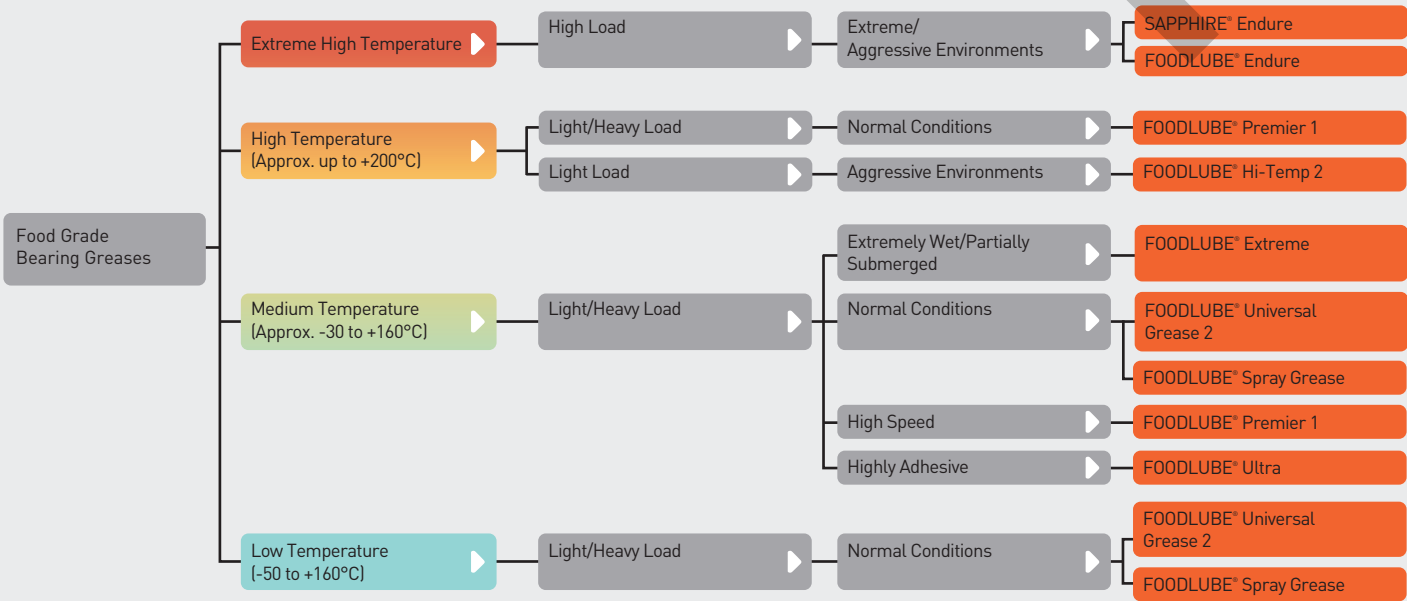 Food Grade
Bearing Greases
Extreme High Temperature
High Load
Extreme/
Aggressive Environments
SAPPHIRE® Endure
FOODLUBE® Endure
High Temperature
(Approx. up to +200°C)
Light/Heavy Load
Normal Conditions
FOODLUBE® Premier 1
Light Load
Aggressive Environments
FOODLUBE® Hi-Temp 2
Medium Temperature
(Approx. -30 to +160°C)
Light/Heavy Load
Extremely Wet/Partially
Submerged
FOODLUBE® Extreme
Normal Conditions
FOODLUBE® Universal
Grease 2
FOODLUBE® Spray Grease
High Speed
FOODLUBE® Premier 1
Highly Adhesive
FOODLUBE® Ultra
Low Temperature
(-50 to +160°C)
Light/Heavy Load
Normal Conditions
FOODLUBE® Universal
Grease 2
FOODLUBE® Spray Grease